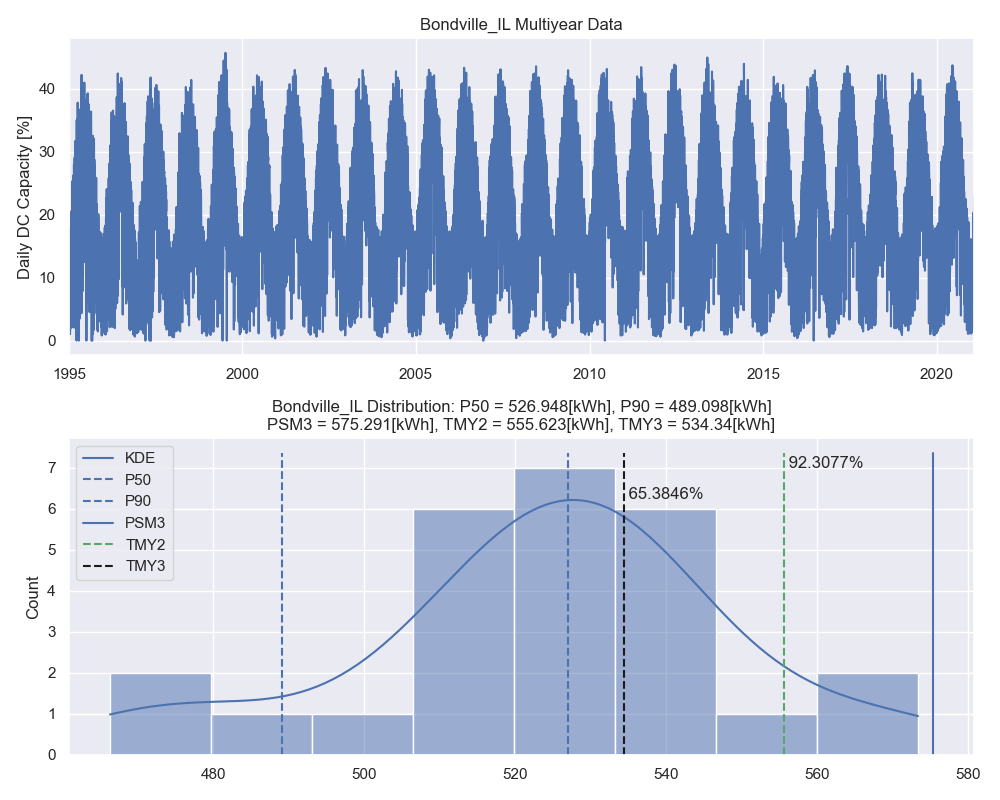 Bondville_IL Multiyear Data
Daily DC Capacity [%]
40
30
20
10
0
1995
2000
2005
2010
2015
2020
Bondville_IL Distribution: P50 = 526.948[kWh], P90 = 489.098[kWh]
PSM3 = 575.291[kWh], TMY2 = 555.623[kWh], TMY3 = 534.34[kWh]
Count
7
6
5
4
3
2
1
0
KDE
P50
P90
PSM3
TMY2
TMY3
65.3846%
92.3077%
480
500
520
540
560
580